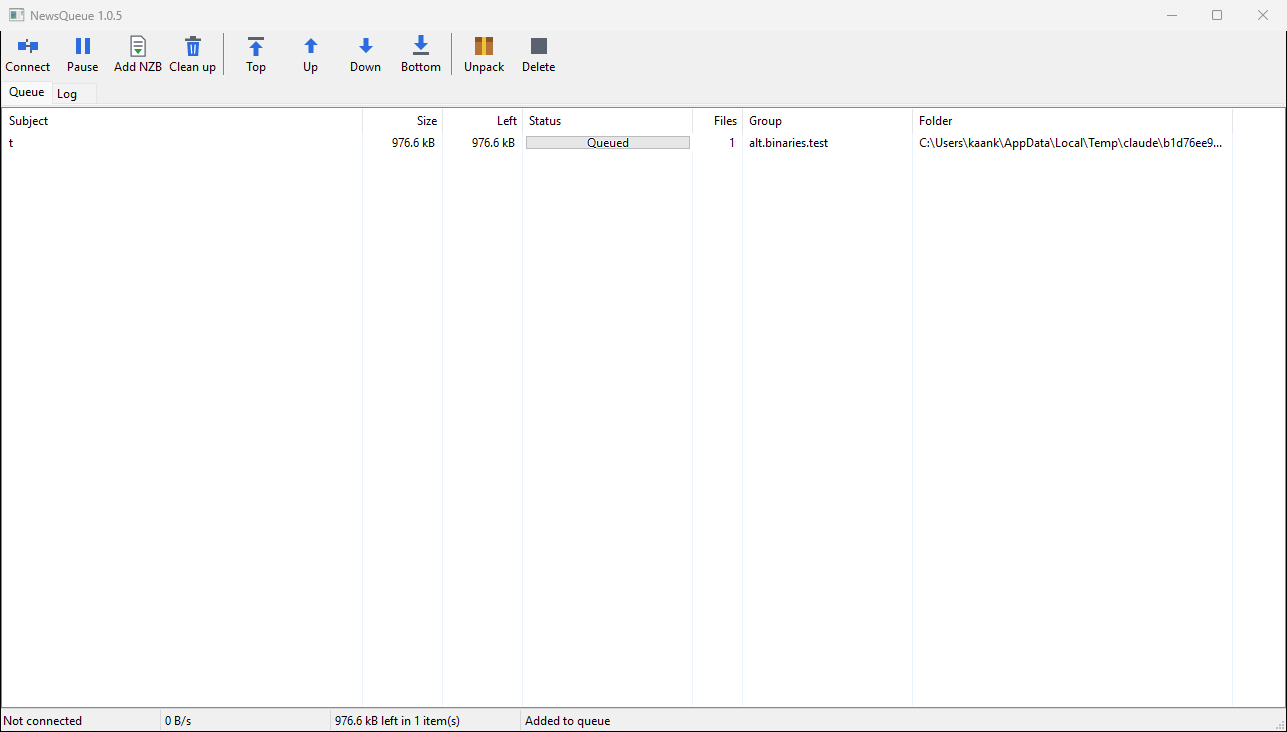 NewsQueue 1.0.5
Connect Pause Add NZB Clean up Top Up Down Bottom Unpack Delete
Queue Log
Subject Size Left Status Files Group Folder
t 976.6 kB 976.6 kB Queued 1 alt.binaries.test C:\Users\kaank\AppData\Local\Temp\claude\b1d76ee9...
Not connected 0 B/s 976.6 kB left in 1 item(s) Added to queue